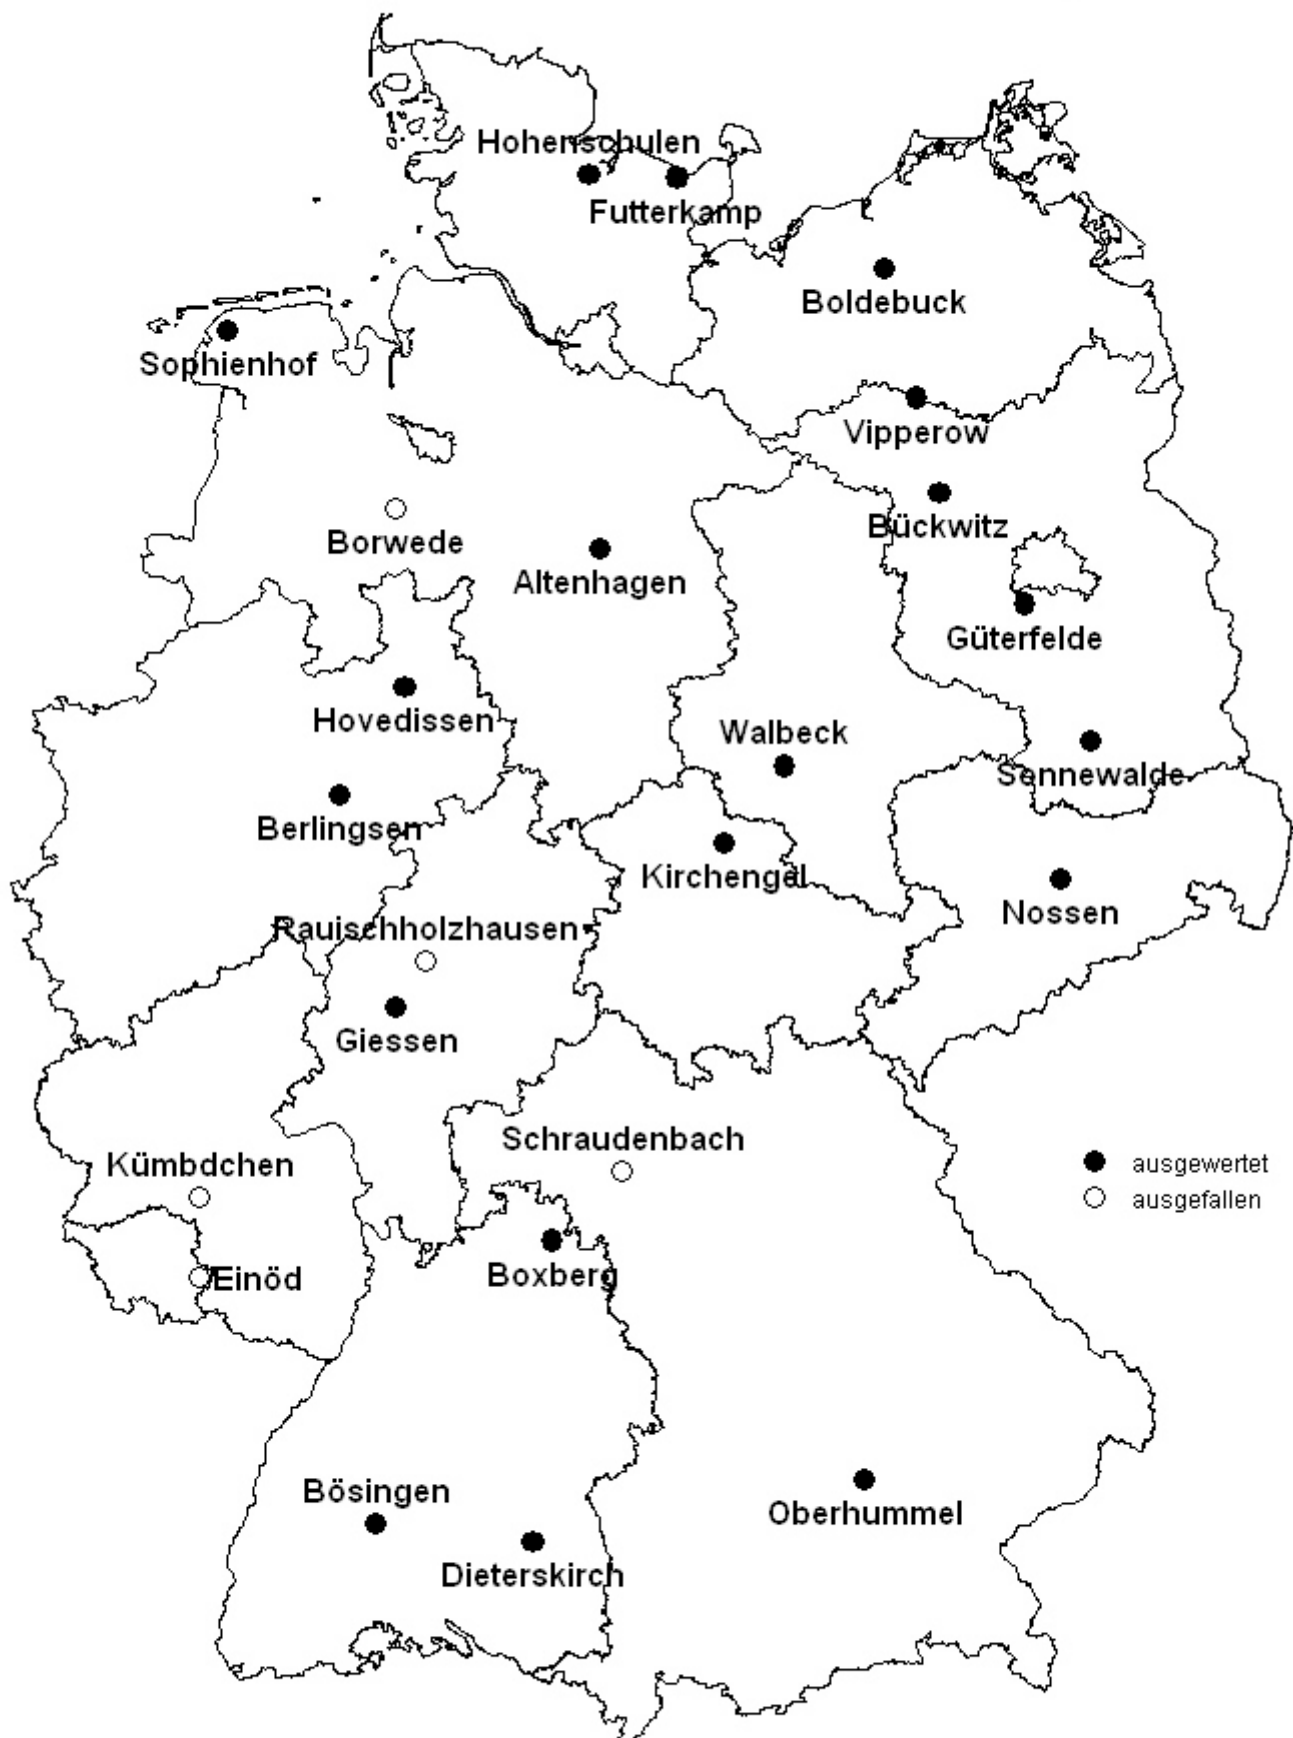 Hohenschulen
Futterkamp
Boldebuck
Sophienhof
Vipperow
Bückwitz
Borwede
Altenhagen
Güterfelde
Hovedissen
Walbeck
Sonnewalde
Berlingsen
Kirchengel
Nossen
Rauischholzhausen
Giessen
Schraudenbach
Kümbdchen
ausgewertet
ausgefallen
Boxberg
Einöd
Bösingen
Oberhummel
Dieterskirch